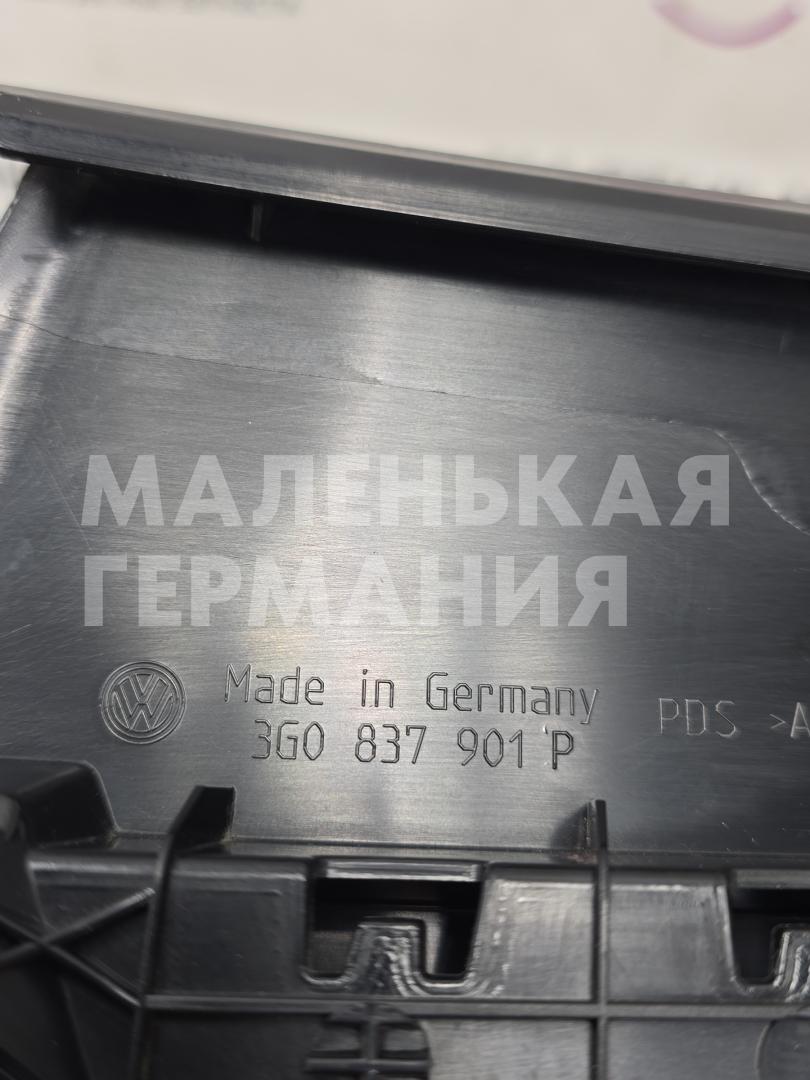 МАЛЕНЬКАЯ
ГЕРМАНИЯ
Made in Germany
3G0 837 901 P
PDS >A